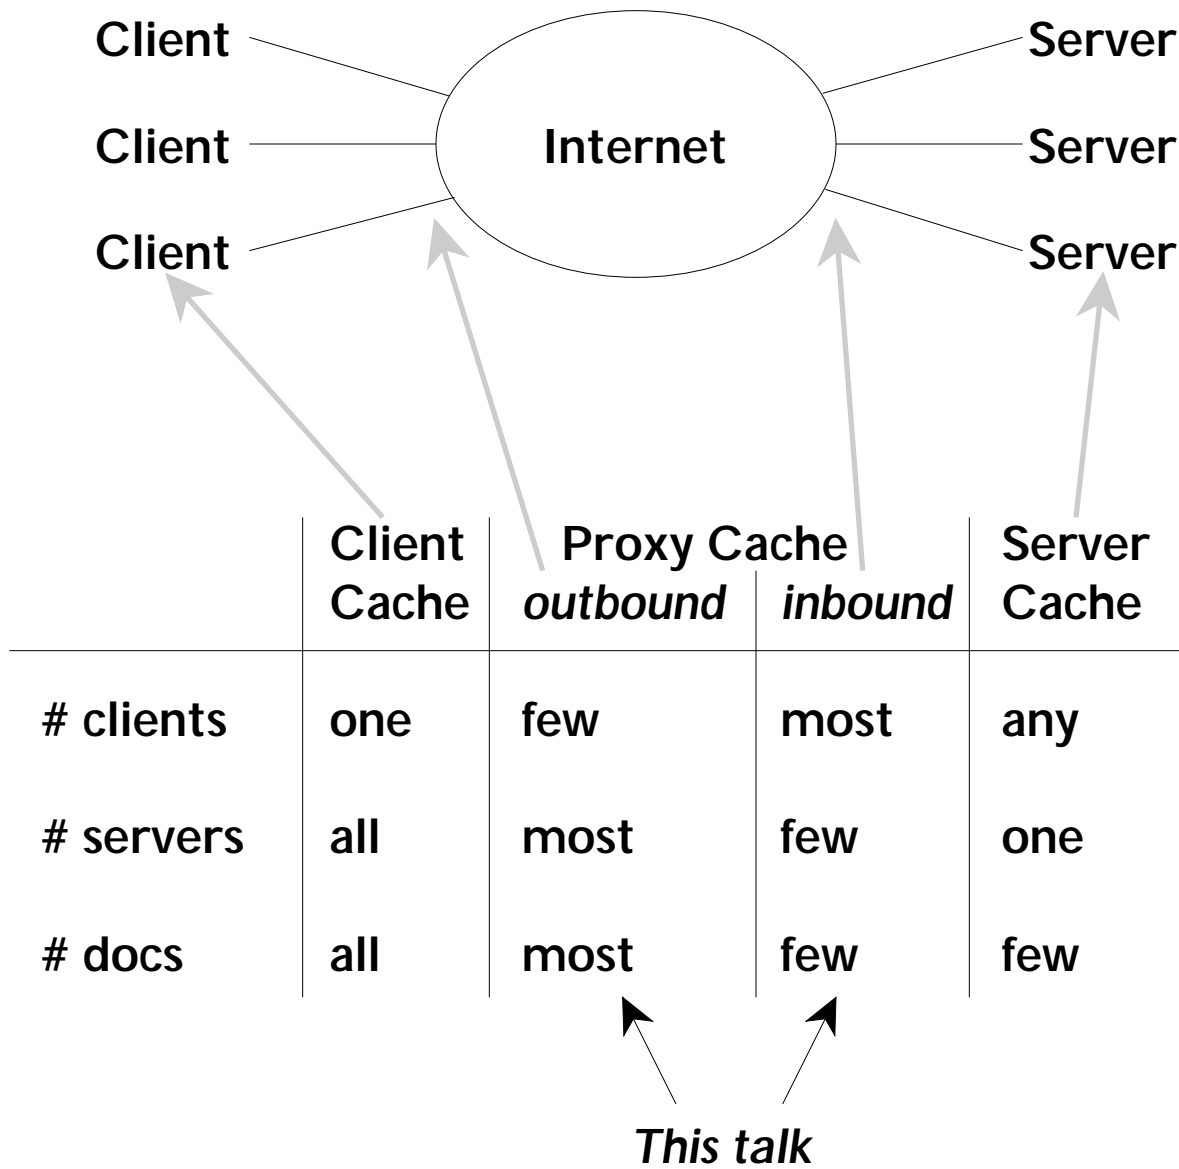 Client Server
Client Internet Server
Client Server
Client Proxy Cache Server
Cache outbound inbound Cache
# clients one few most any
# servers all most few one
# docs all most few few
This talk